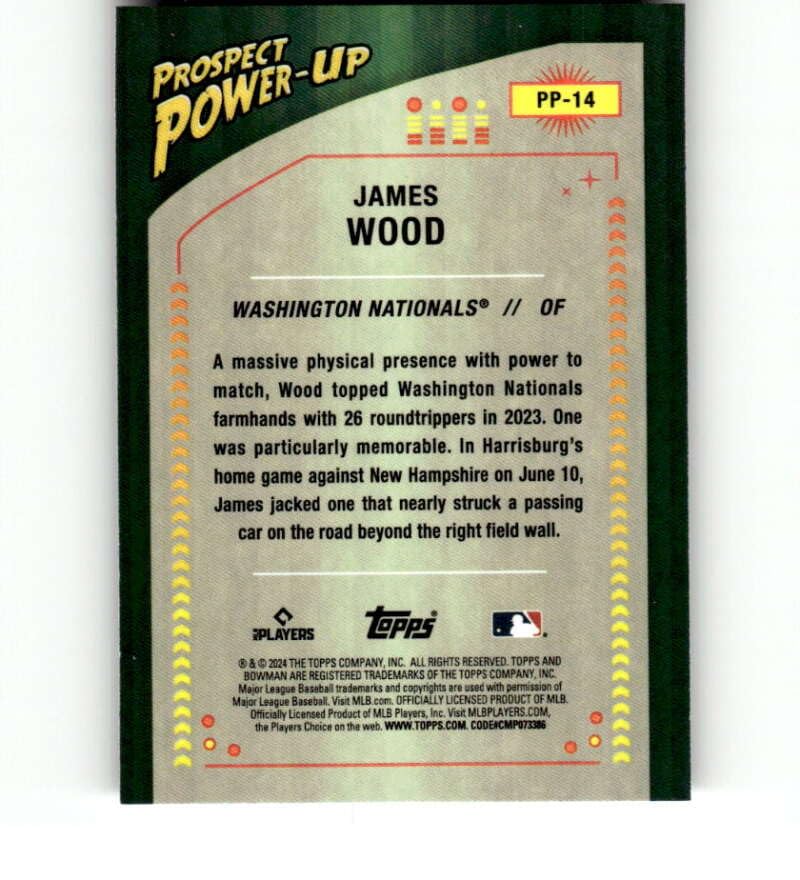 PROSPECT
POWER-UP
PP-14
JAMES
WOOD
WASHINGTON NATIONALS® // OF
A massive physical presence with power to
match, Wood topped Washington Nationals
farmhands with 26 roundtrippers in 2023. One
was particularly memorable. In Harrisburg's
home game against New Hampshire on June 10,
James jacked one that nearly struck a passing
car on the road beyond the right field wall.
MLB PLAYERS
Topps®
® & © 2024 THE TOPPS COMPANY, INC. ALL RIGHTS RESERVED. TOPPS AND
BOWMAN ARE REGISTERED TRADEMARKS OF THE TOPPS COMPANY, INC.
Major League Baseball trademarks and copyrights are used with permission of
Major League Baseball. Visit MLB.com. OFFICIALLY LICENSED PRODUCT OF MLB.
Officially Licensed Product of MLB Players, Inc. Visit MLBPLAYERS.COM,
the Players Choice on the web. WWW.TOPPS.COM. CODE#CMP073386